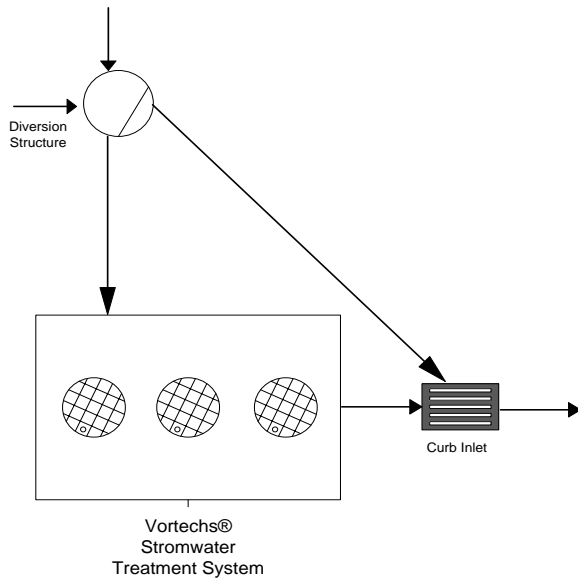 Diversion
Structure
Curb Inlet
Vortechs®
Stromwater
Treatment System